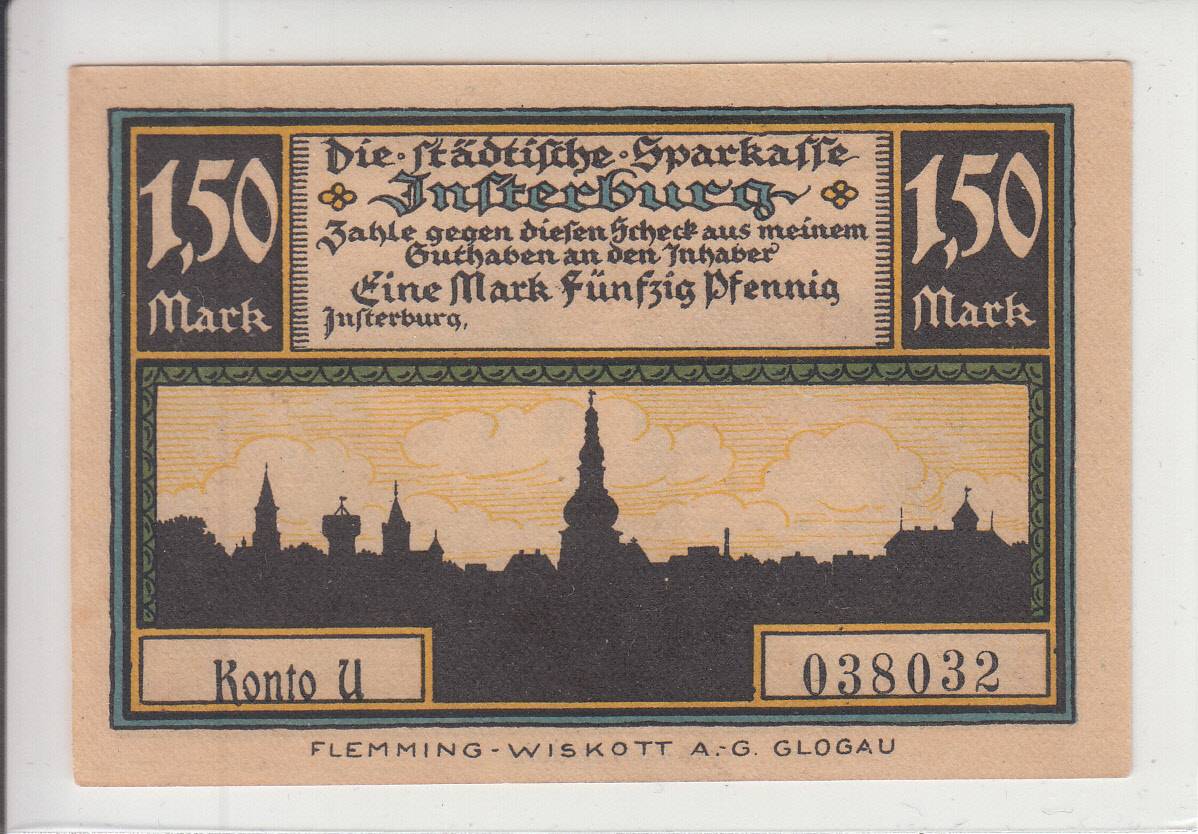 1,50
Mark
Die städtische Sparkasse
Insterburg
Zahle gegen diesen Scheck aus meinem
Guthaben an den Inhaber
Eine Mark Fünfzig Pfennig
Insterburg,
1,50
Mark
Konto U
038032
FLEMMING-WISKOTT A.-G. GLOGAU